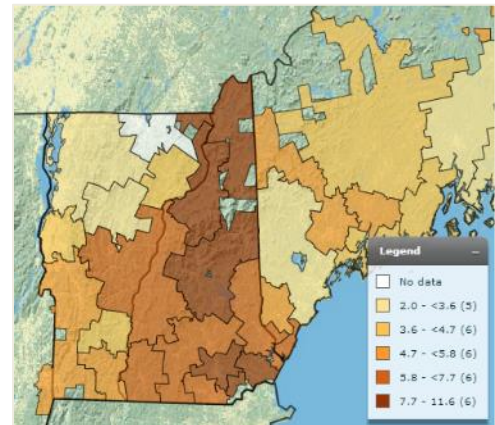 Legend –
No data
2.0 - <3.6 (5)
3.6 - <4.7 (6)
4.7 - <5.8 (6)
5.8 - <7.7 (6)
7.7 - 11.6 (6)